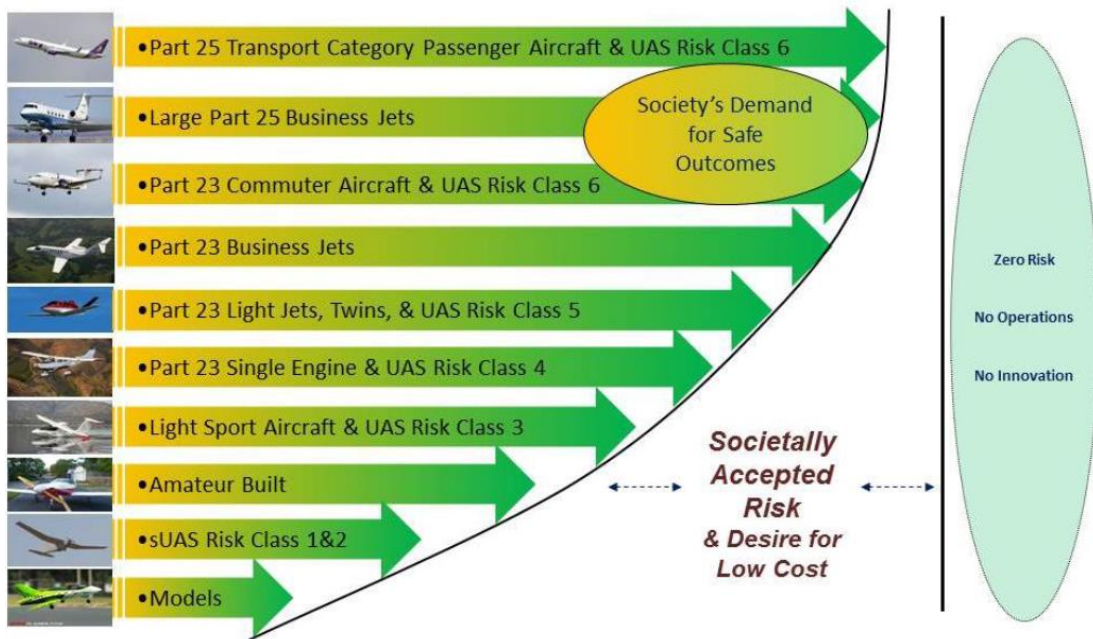 •Part 25 Transport Category Passenger Aircraft & UAS Risk Class 6
•Large Part 25 Business Jets
Society's Demand
for Safe
Outcomes
•Part 23 Commuter Aircraft & UAS Risk Class 6
•Part 23 Business Jets
•Part 23 Light Jets, Twins, & UAS Risk Class 5
•Part 23 Single Engine & UAS Risk Class 4
•Light Sport Aircraft & UAS Risk Class 3
•Amateur Built
•sUAS Risk Class 1&2
•Models
Societally
Accepted
Risk
& Desire for
Low Cost
Zero Risk
No Operations
No Innovation